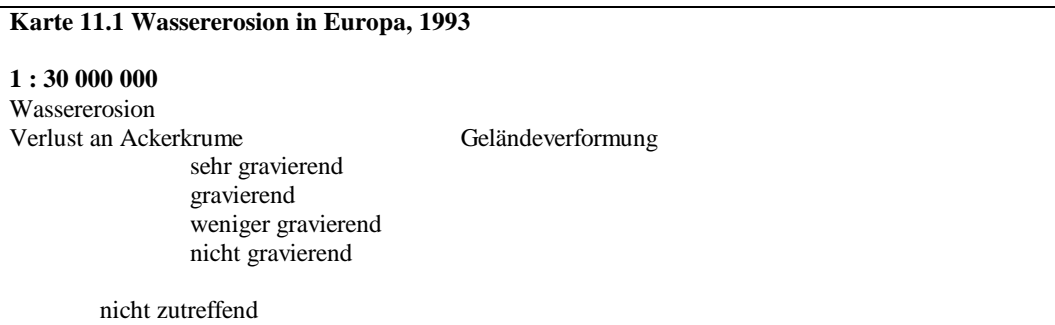 Karte 11.1 Wassererosion in Europa, 1993
1 : 30 000 000
Wassererosion
Verlust an Ackerkrume Geländeverformung
sehr gravierend
gravierend
weniger gravierend
nicht gravierend
nicht zutreffend